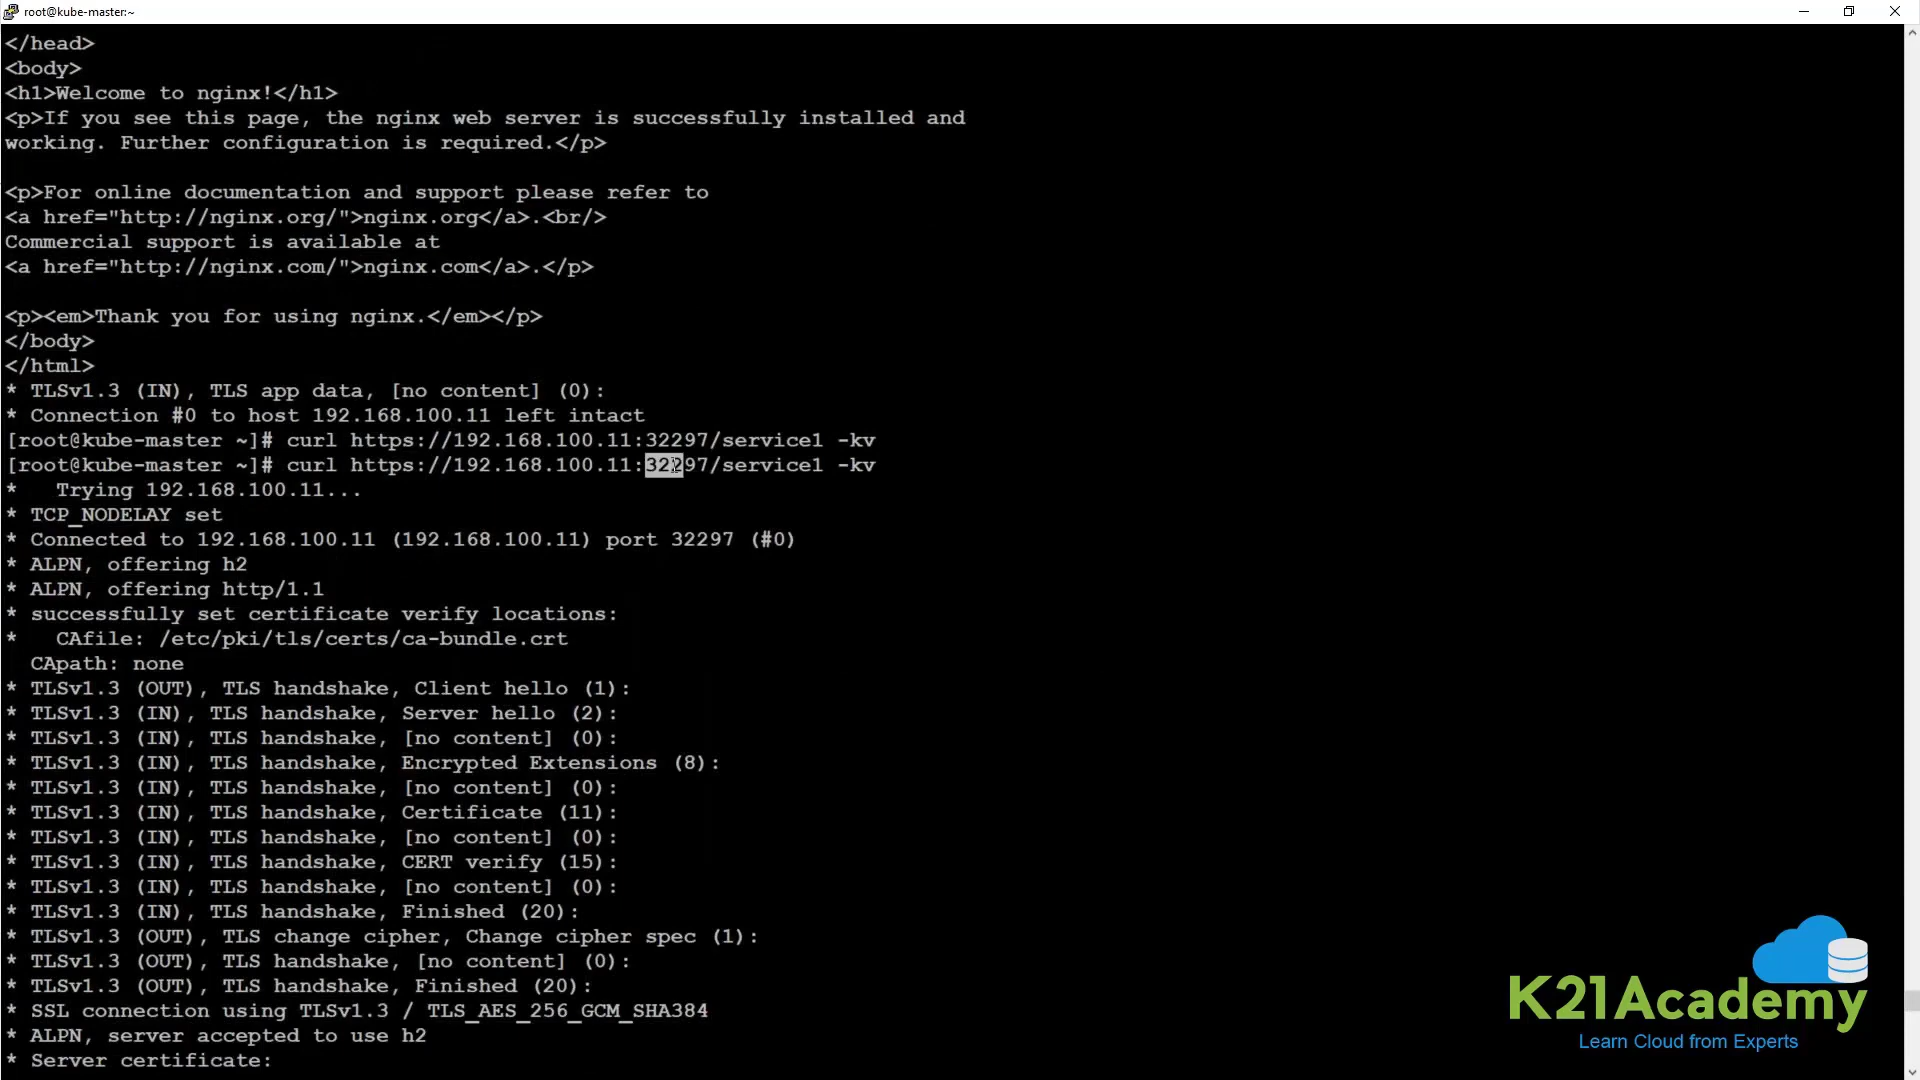 root@kube-master:~
</head>
<body>
<h1>Welcome to nginx!</h1>
<p>If you see this page, the nginx web server is successfully installed and
working. Further configuration is required.</p>
<p>For online documentation and support please refer to
<a href="http://nginx.org/">nginx.org</a>.<br/>
Commercial support is available at
<a href="http://nginx.com/">nginx.com</a>.</p>
<p><em>Thank you for using nginx.</em></p>
</body>
</html>
* TLSv1.3 (IN), TLS app data, [no content] (0):
* Connection #0 to host 192.168.100.11 left intact
[root@kube-master ~]# curl https://192.168.100.11:32297/service1 -kv
[root@kube-master ~]# curl https://192.168.100.11:32297/service1 -kv
*   Trying 192.168.100.11...
* TCP_NODELAY set
* Connected to 192.168.100.11 (192.168.100.11) port 32297 (#0)
* ALPN, offering h2
* ALPN, offering http/1.1
* successfully set certificate verify locations:
*   CAfile: /etc/pki/tls/certs/ca-bundle.crt
  CApath: none
* TLSv1.3 (OUT), TLS handshake, Client hello (1):
* TLSv1.3 (IN), TLS handshake, Server hello (2):
* TLSv1.3 (IN), TLS handshake, [no content] (0):
* TLSv1.3 (IN), TLS handshake, Encrypted Extensions (8):
* TLSv1.3 (IN), TLS handshake, [no content] (0):
* TLSv1.3 (IN), TLS handshake, Certificate (11):
* TLSv1.3 (IN), TLS handshake, [no content] (0):
* TLSv1.3 (IN), TLS handshake, CERT verify (15):
* TLSv1.3 (IN), TLS handshake, [no content] (0):
* TLSv1.3 (IN), TLS handshake, Finished (20):
* TLSv1.3 (OUT), TLS change cipher, Change cipher spec (1):
* TLSv1.3 (OUT), TLS handshake, [no content] (0):
* TLSv1.3 (OUT), TLS handshake, Finished (20):
* SSL connection using TLSv1.3 / TLS_AES_256_GCM_SHA384
* ALPN, server accepted to use h2
* Server certificate:
K21Academy
Learn Cloud from Experts